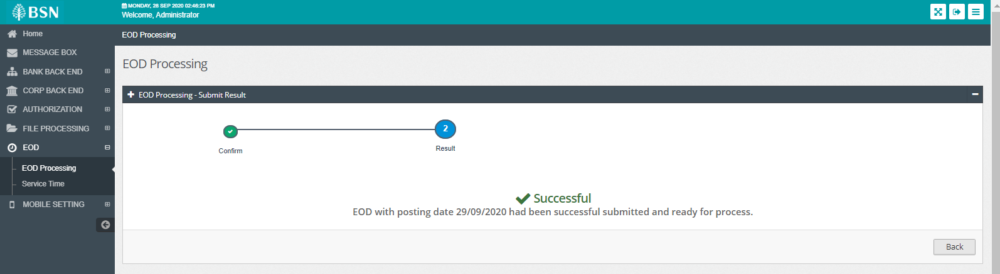 BSN
MONDAY, 28 SEP 2020 02:46:23 PM
Welcome, Administrator
Home
MESSAGE BOX
BANK BACK END
CORP BACK END
AUTHORIZATION
FILE PROCESSING
EOD
EOD Processing
Service Time
MOBILE SETTING
EOD Processing
EOD Processing
EOD Processing - Submit Result
2
Confirm
Result
Successful
EOD with posting date 29/09/2020 had been successful submitted and ready for process.
Back